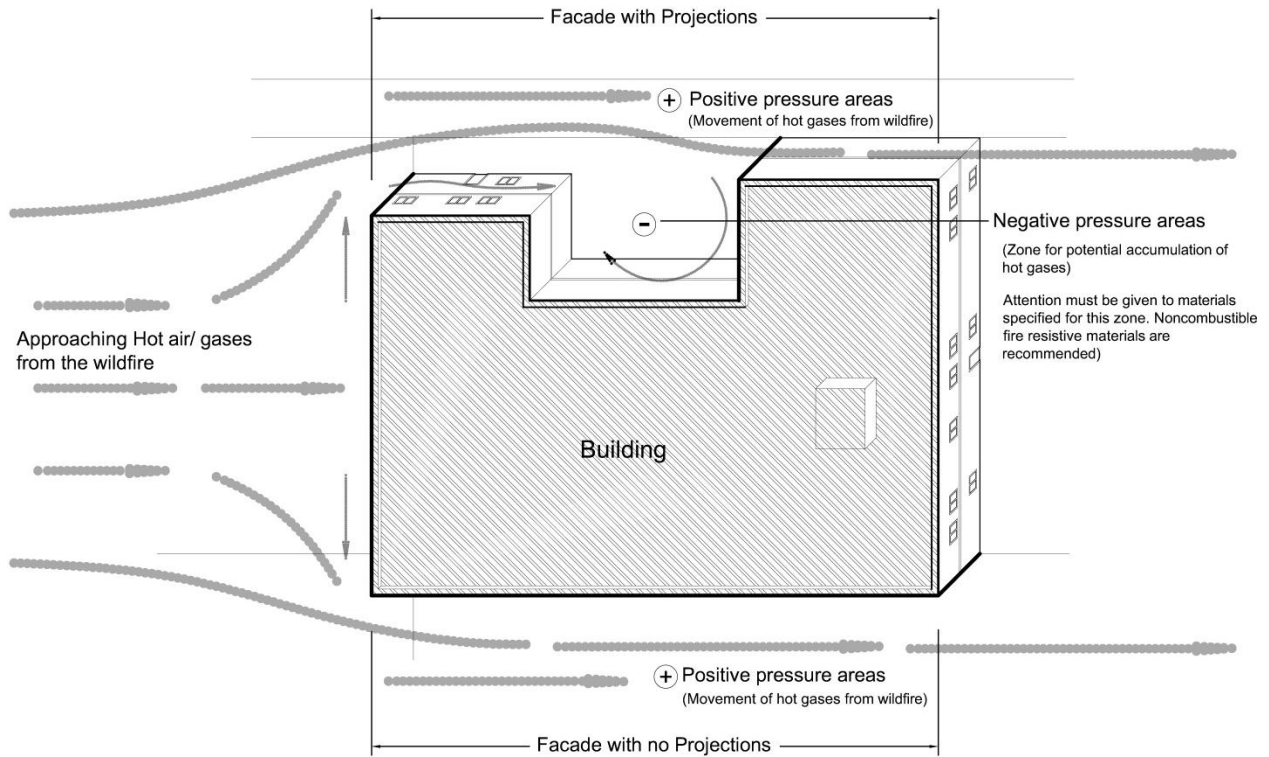 Facade with Projections
+ Positive pressure areas
(Movement of hot gases from wildfire)
- Negative pressure areas
(Zone for potential accumulation of
hot gases)
Attention must be given to materials
specified for this zone. Noncombustible
fire resistive materials are
recommended)
Approaching Hot air/ gases
from the wildfire
Building
+ Positive pressure areas
(Movement of hot gases from wildfire)
Facade with no Projections